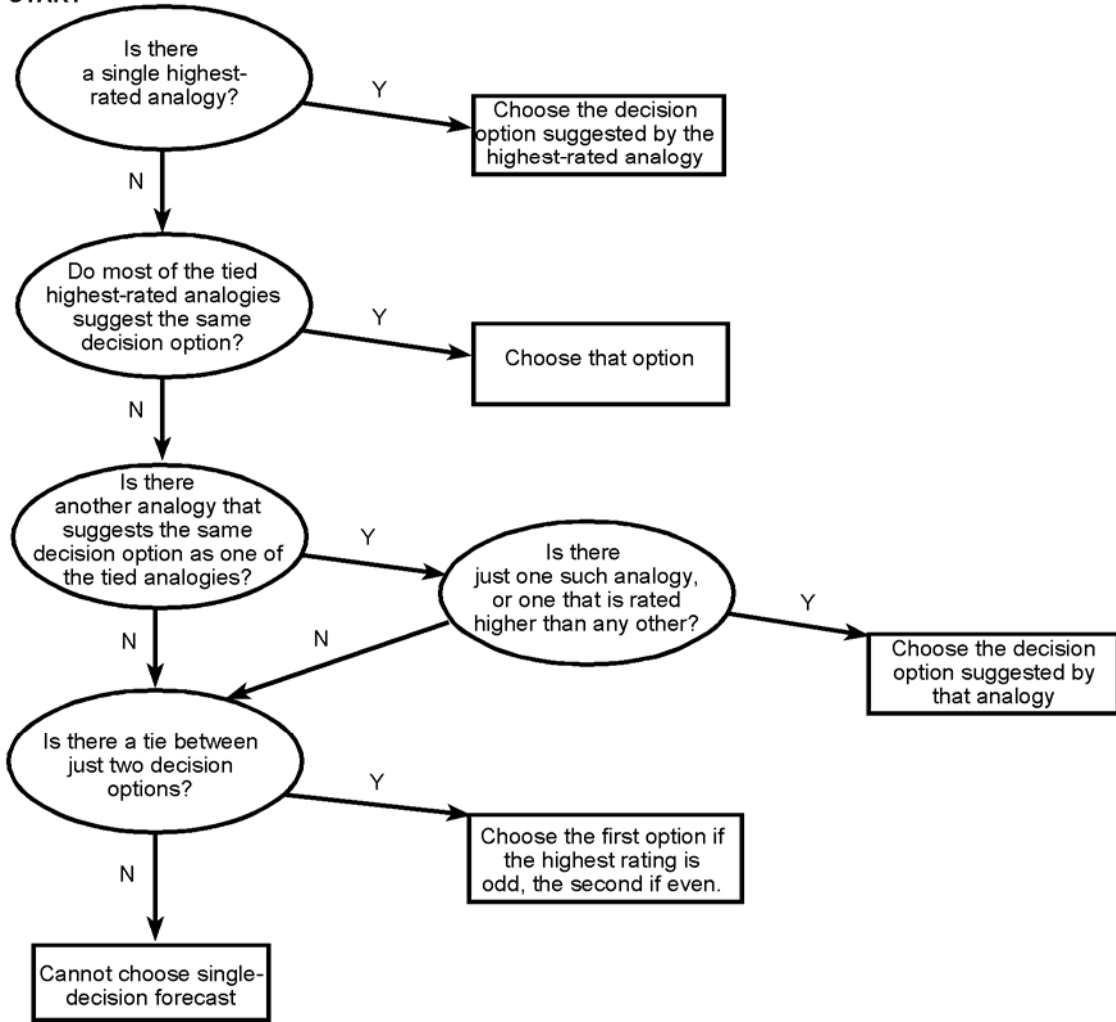 START
Is there
a single highest-
rated analogy?
Y
Choose the decision
option suggested by the
highest-rated analogy
N
Do most of the tied
highest-rated analogies
suggest the same
decision option?
Y
Choose that option
N
Is there
another analogy that
suggests the same
decision option as one of
the tied analogies?
Y
Is there
just one such analogy,
or one that is rated
higher than any other?
Y
Choose the decision
option suggested by
that analogy
N
N
Is there a tie between
just two decision
options?
Y
Choose the first option if
the highest rating is
odd, the second if even.
N
Cannot choose single-
decision forecast